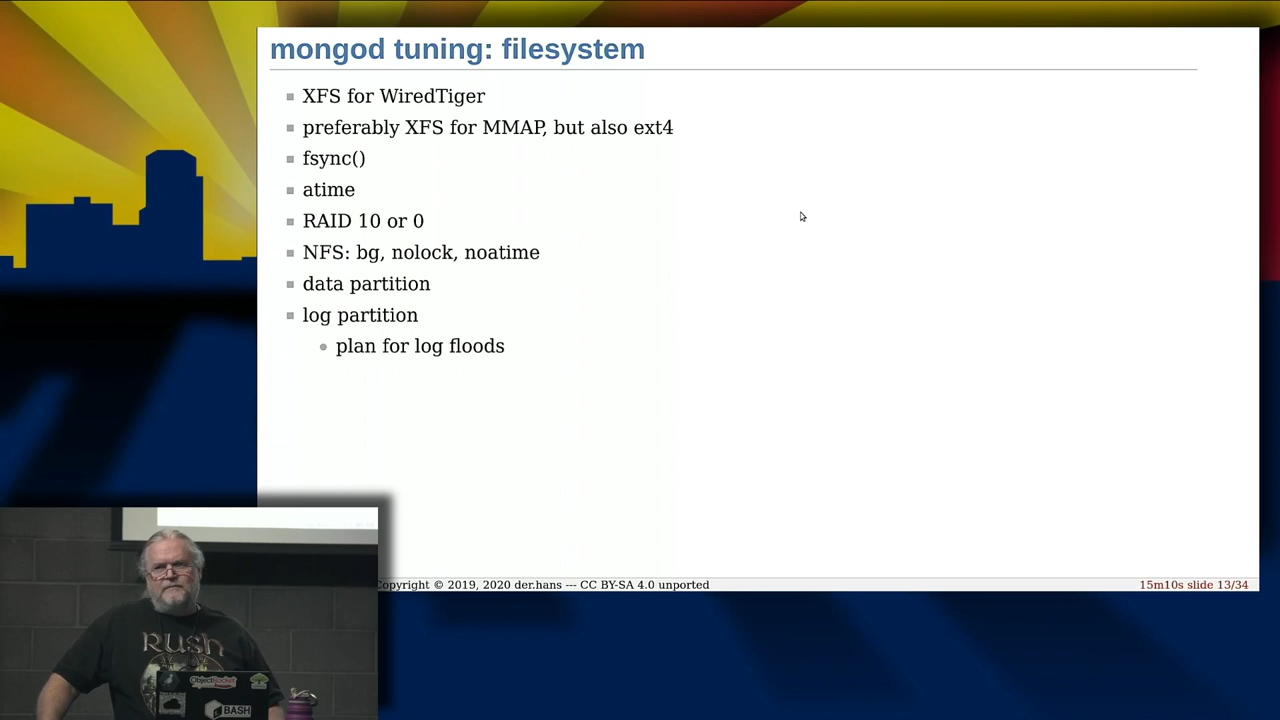 mongod tuning: filesystem
XFS for WiredTiger
preferably XFS for MMAP, but also ext4
fsync()
atime
RAID 10 or 0
NFS: bg, nolock, noatime
data partition
log partition
plan for log floods
opyright © 2019, 2020 der.hans --- CC BY-SA 4.0 unported
15m10s slide 13/34
RUSH
ObjectRocket
BASH